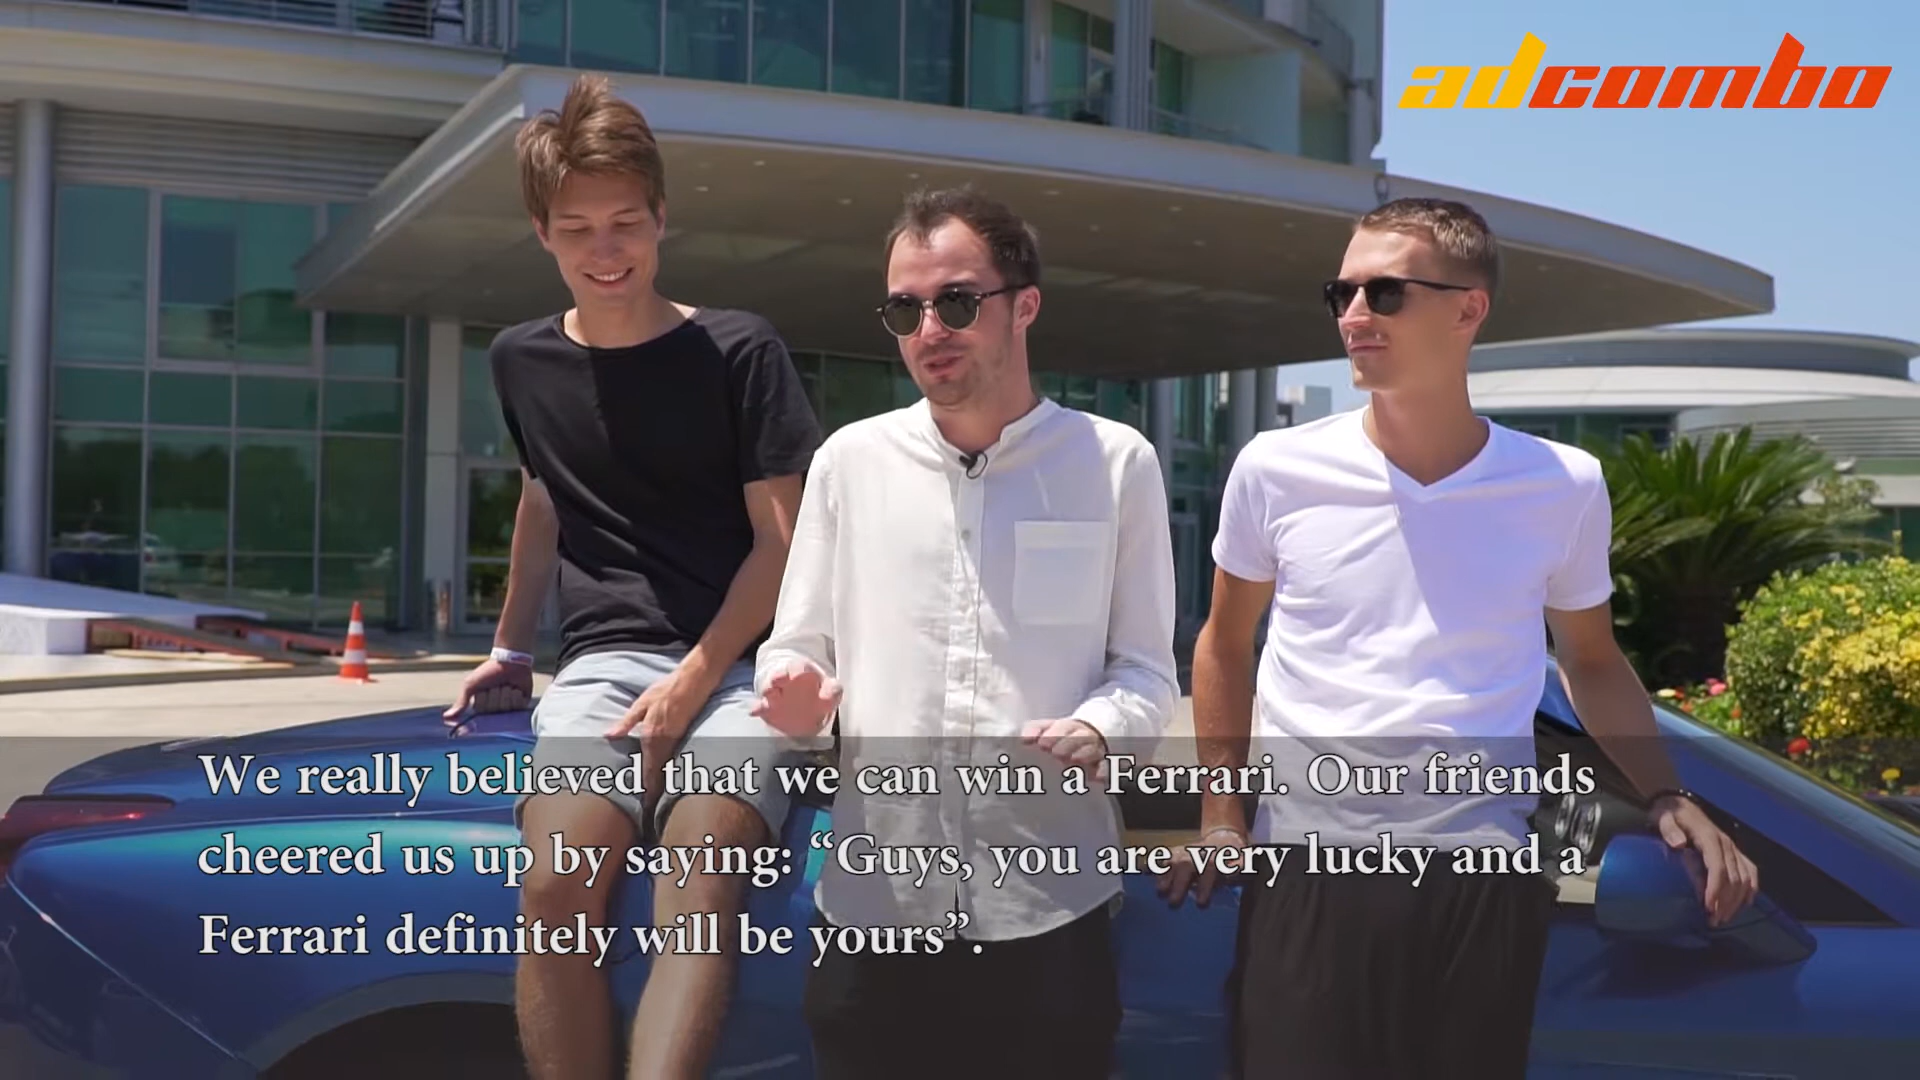 adcombo
We really believed that we can win a Ferrari. Our friends
cheered us up by saying: “Guys, you are very lucky and a
Ferrari definitely will be yours”.